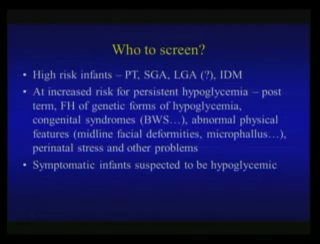 Who to screen?
• High risk infants – PT, SGA, LGA (?), IDM
• At increased risk for persistent hypoglycemia – post
term, FH of genetic forms of hypoglycemia,
congenital syndromes (BWS…), abnormal physical
features (midline facial deformities, microphallus…),
perinatal stress and other problems
• Symptomatic infants suspected to be hypoglycemic